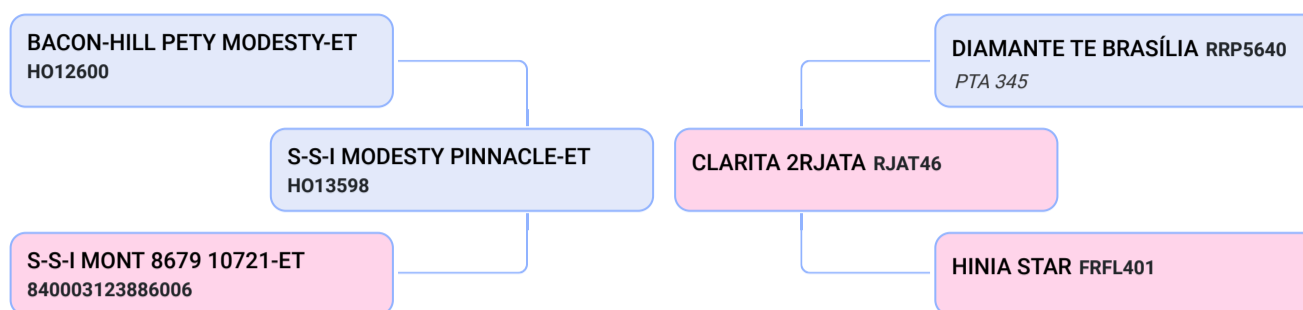 BACON-HILL PETY MODESTY-ET
HO12600
DIAMANTE TE BRASÍLIA RRP5640
PTA 345
S-S-I MODESTY PINNACLE-ET
HO13598
CLARITA 2RJATA RJAT46
S-S-I MONT 8679 10721-ET
840003123886006
HINIA STAR FRFL401